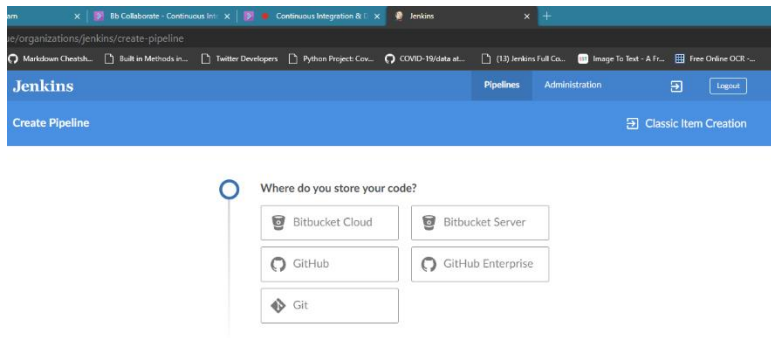 am Bb Collaborate - Continuous Int Continuous Integration & D Jenkins
ue/organizations/jenkins/create-pipeline
Markdown Cheatsh... Built in Methods in... Twitter Developers Python Project: Cov... COVID-19/data at... (13) Jenkins Full Co... Image To Text - A Fr... Free Online OCR -...
Jenkins Pipelines Administration Logout
Create Pipeline Classic Item Creation
Where do you store your code?
Bitbucket Cloud Bitbucket Server
GitHub GitHub Enterprise
Git